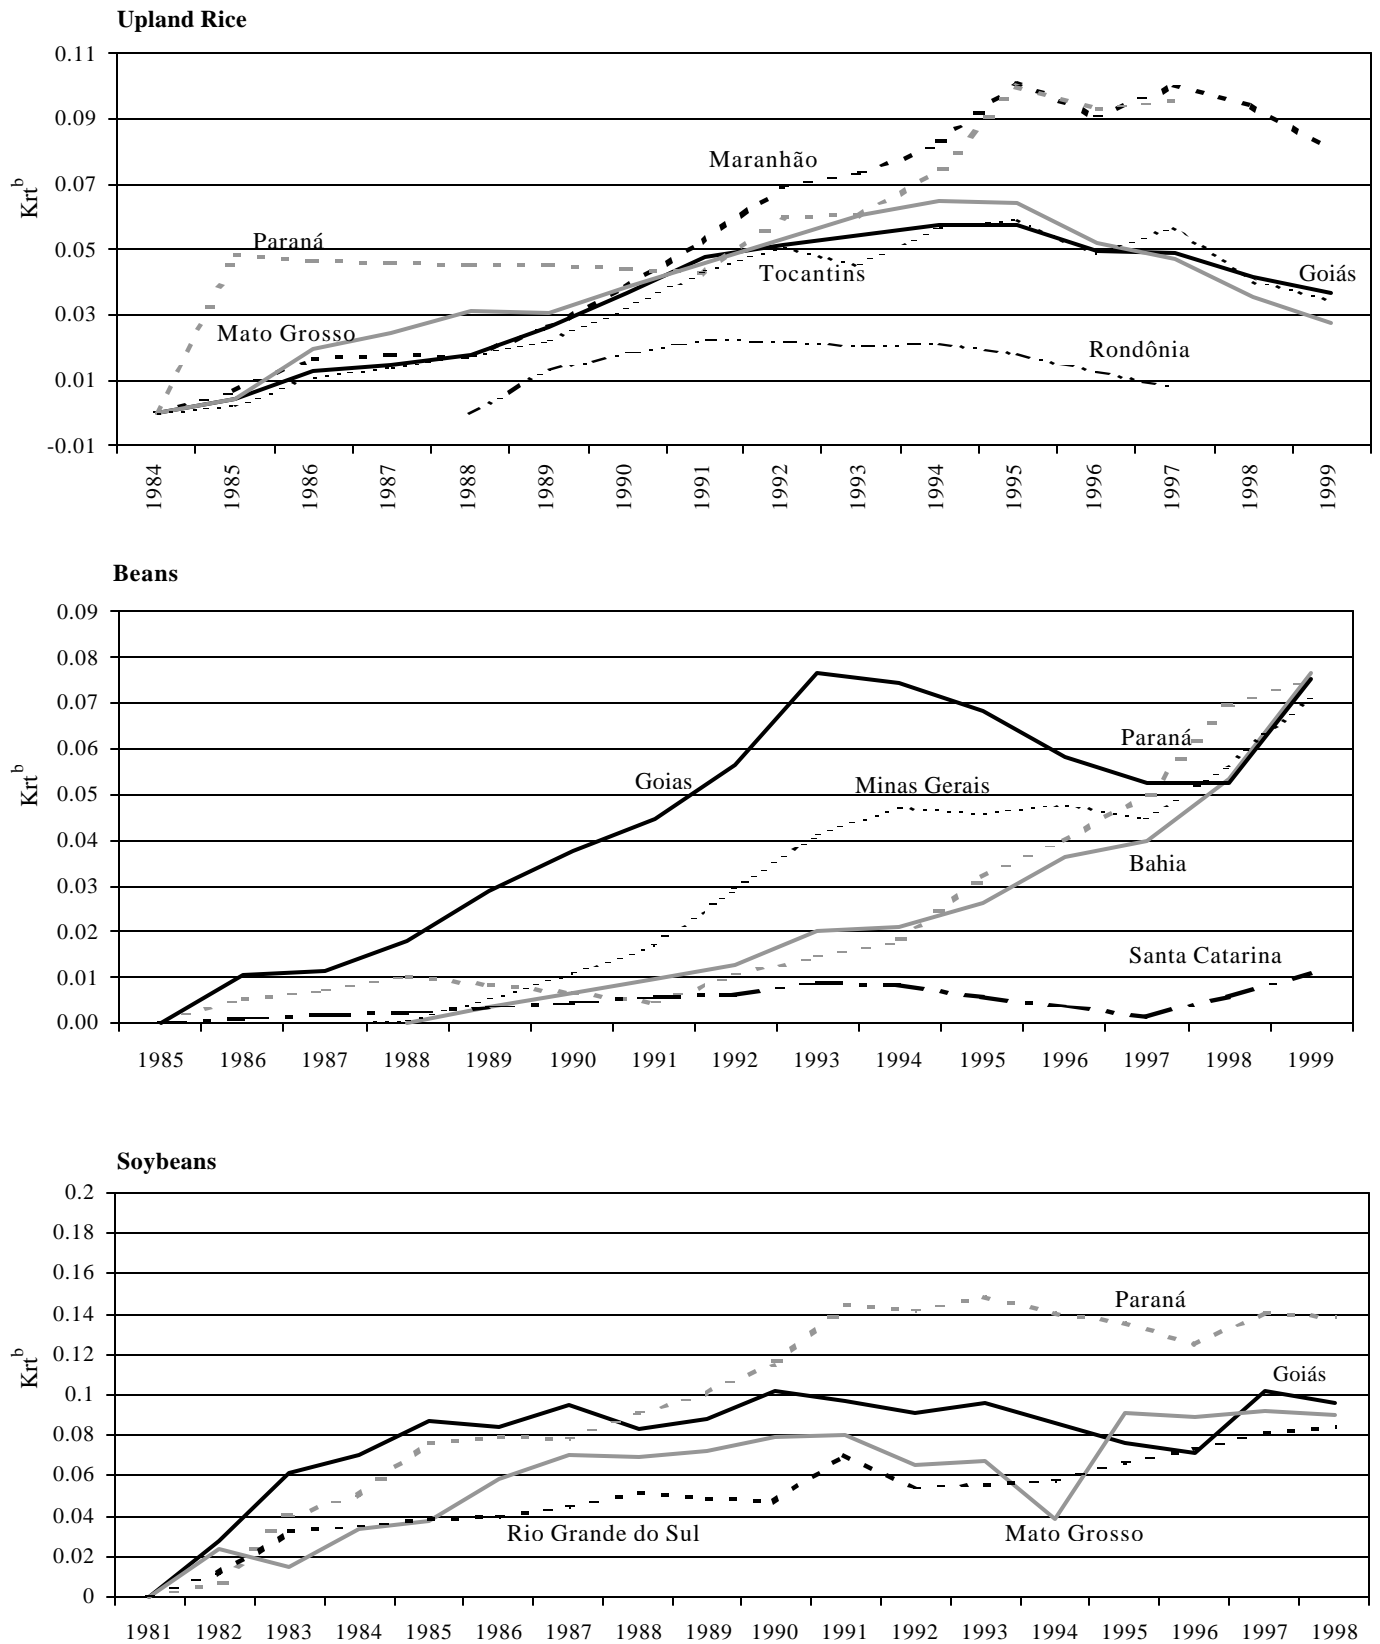 Upland Rice
0.11
0.09
0.07
0.05
0.03
0.01
-0.01
Krt^b
Maranhão
Paraná
Tocantins
Goiás
Mato Grosso
Rondônia
1984 1985 1986 1987 1988 1989 1990 1991 1992 1993 1994 1995 1996 1997 1998 1999
Beans
0.09
0.08
0.07
0.06
0.05
0.04
0.03
0.02
0.01
0.00
Krt^b
Paraná
Goias
Minas Gerais
Bahia
Santa Catarina
1985 1986 1987 1988 1989 1990 1991 1992 1993 1994 1995 1996 1997 1998 1999
Soybeans
0.2
0.18
0.16
0.14
0.12
0.1
0.08
0.06
0.04
0.02
0
Krt^b
Paraná
Goiás
Rio Grande do Sul
Mato Grosso
1981 1982 1983 1984 1985 1986 1987 1988 1989 1990 1991 1992 1993 1994 1995 1996 1997 1998